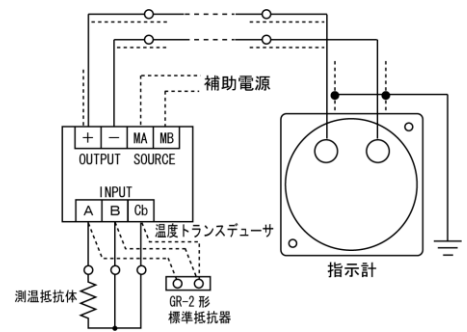 補助電源
+ − MA MB
OUTPUT SOURCE
INPUT
A B Cb
温度トランスデューサ
測温抵抗体
GR-2 形
標準抵抗器
指示計